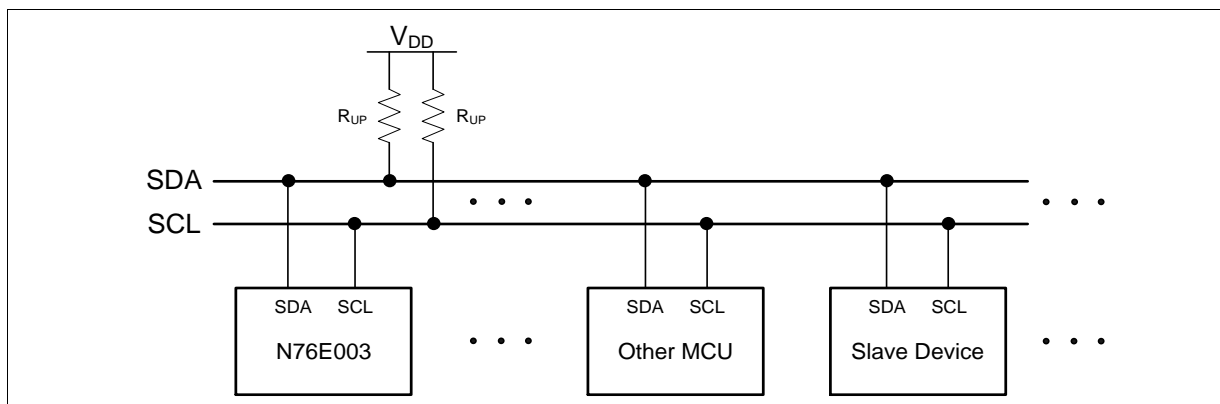 VDD
RUP RUP
SDA
SCL
SDA SCL SDA SCL SDA SCL
N76E003 Other MCU Slave Device